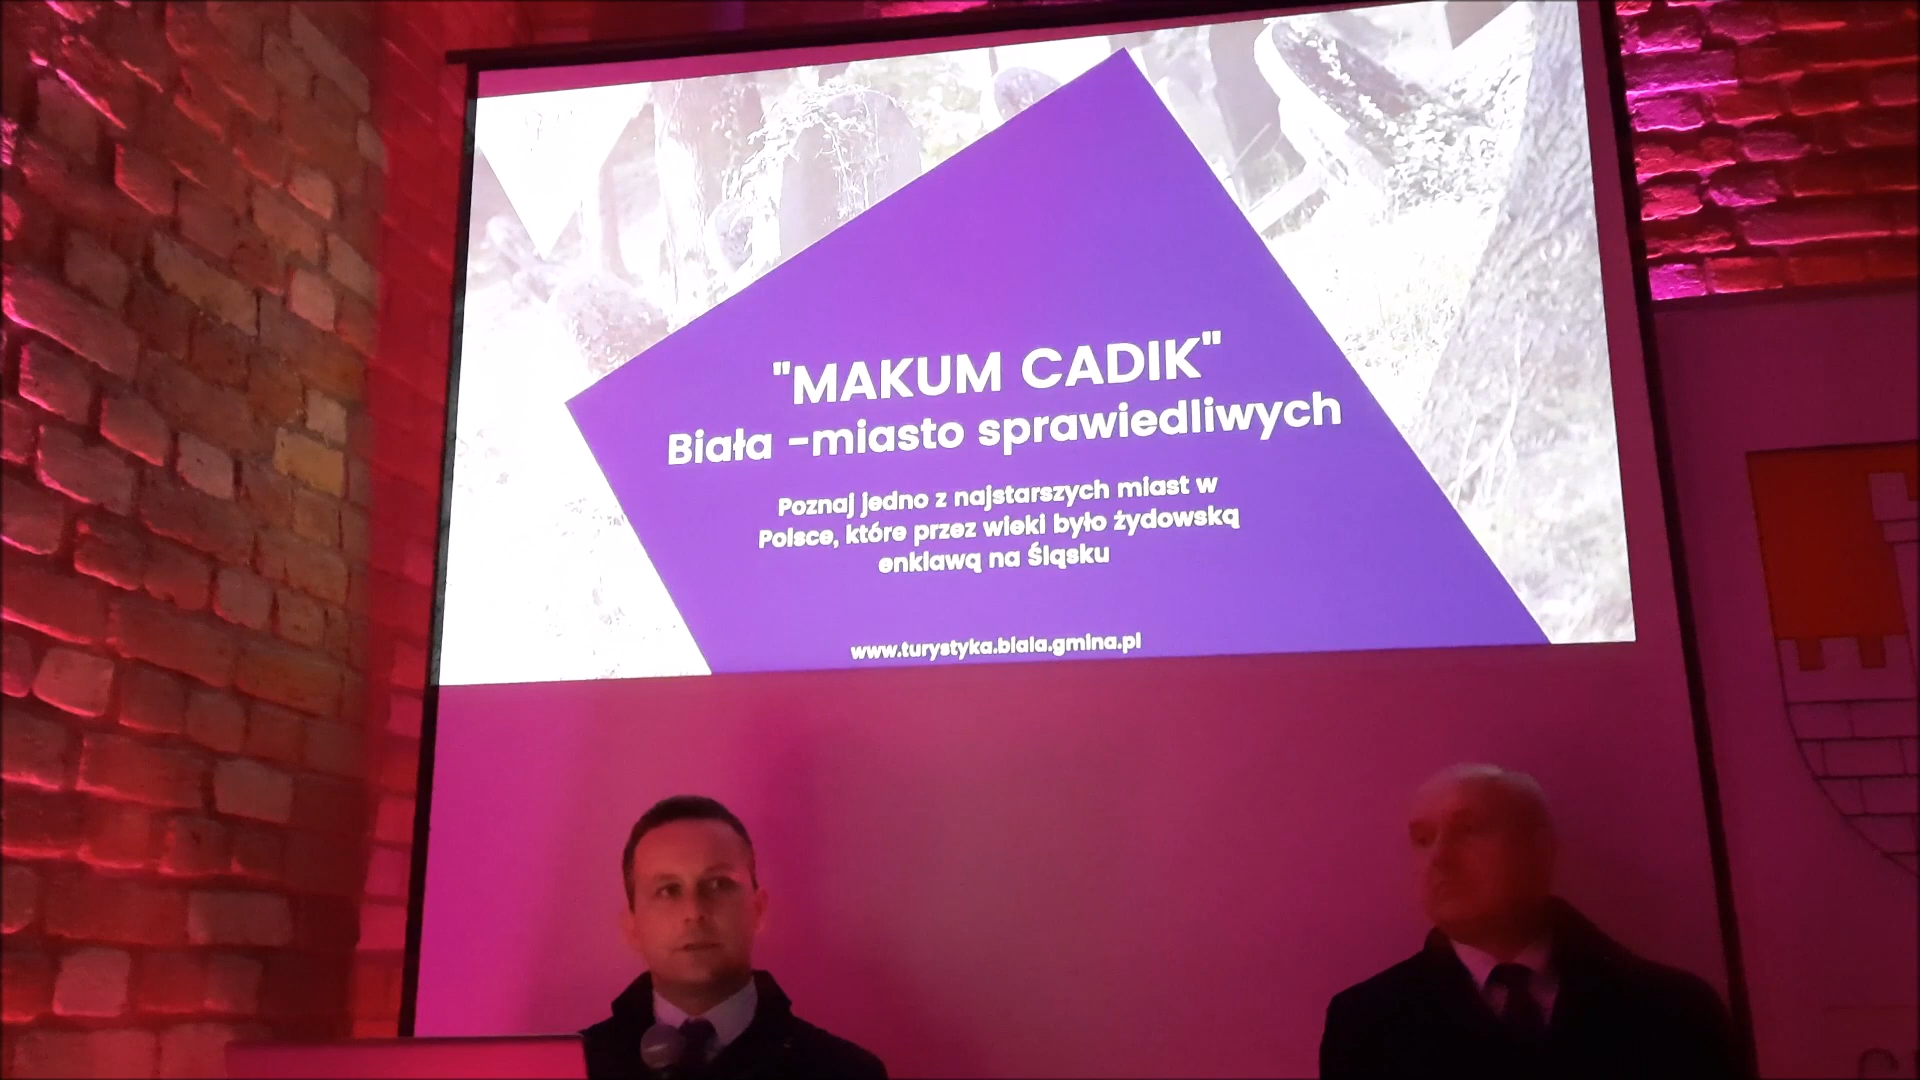 "MAKUM CADIK"
Biała -miasto sprawiedliwych
Poznaj jedno z najstarszych miast w
Polsce, które przez wieki było żydowską
enklawą na Śląsku
www.turystyka.biala.gmina.pl